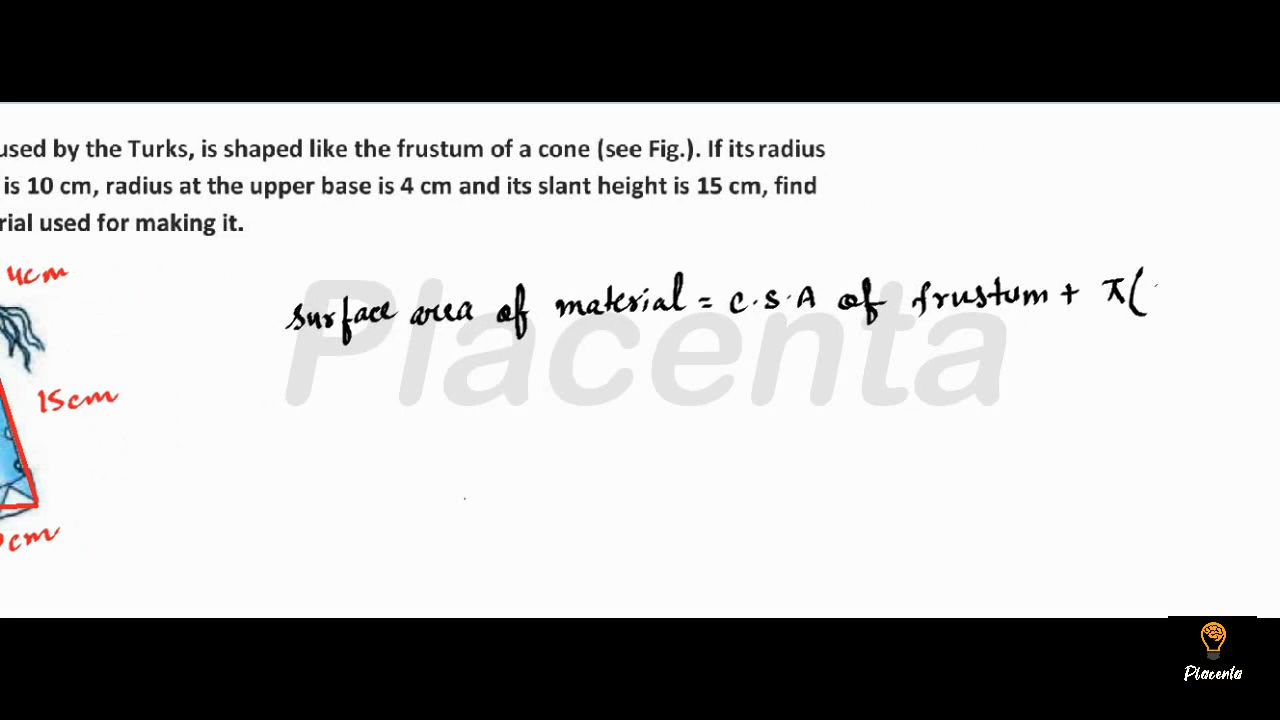 used by the Turks, is shaped like the frustum of a cone (see Fig.). If its radius
is 10 cm, radius at the upper base is 4 cm and its slant height is 15 cm, find
rial used for making it.
4cm
surface area of material = C.S.A of frustum + π(
Placenta
15cm
cm
Placenta